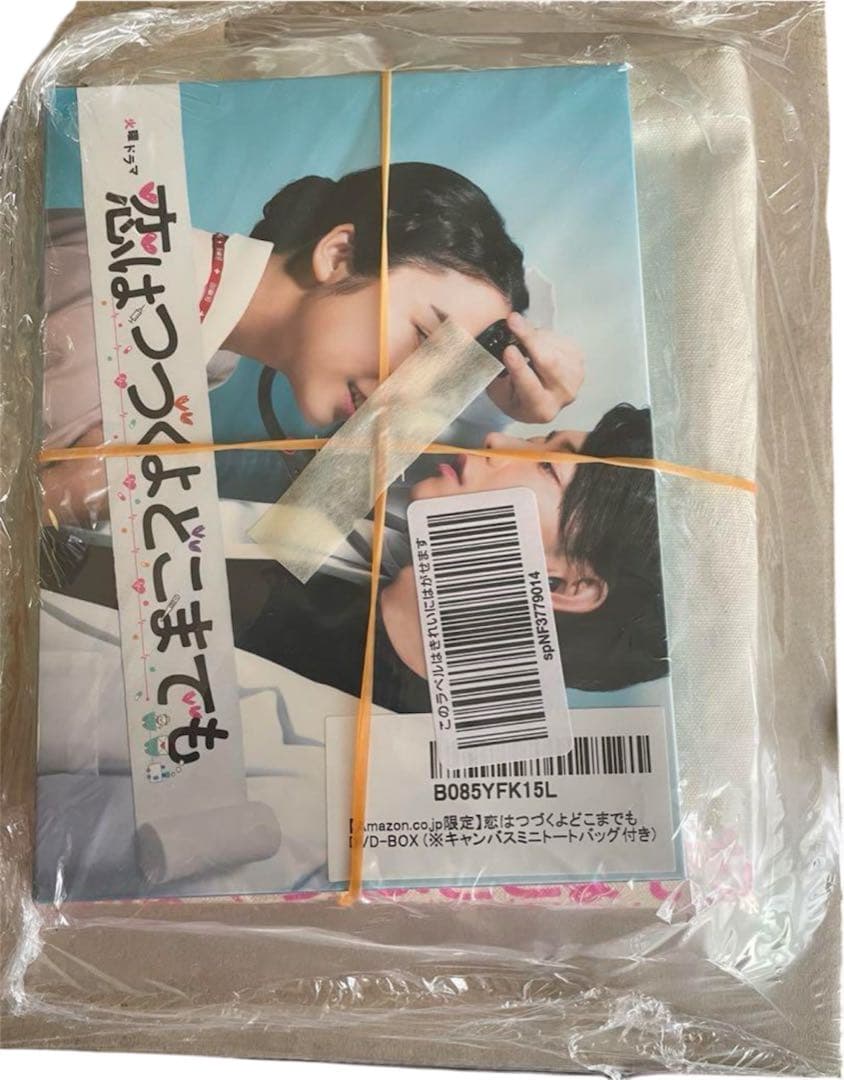 火曜ドラマ
恋はつづくよどこまでも
このラベルはきれいにはがせます
spNF3779014
B085YFK15L
mazon.co.jp限定】恋はつづくよどこまでも
VD-BOX（※キャンバスミニトートバッグ付き）